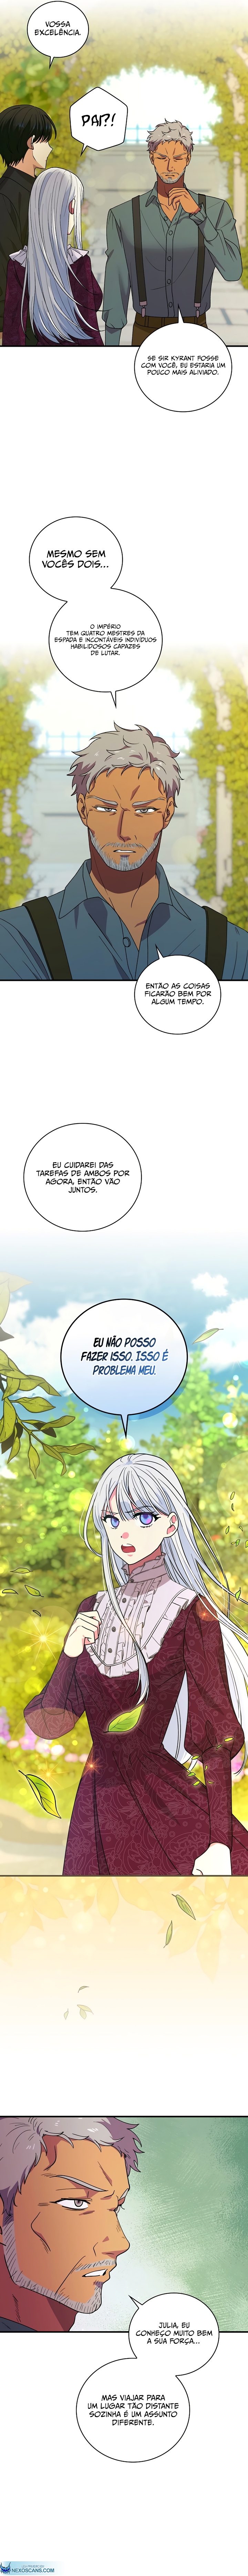 VOSSA
EXCELÊNCIA.
PAI?!
SE SIR KYRANT FOSSE
COM VOCÊ, EU ESTARIA UM
POUCO MAIS ALIVIADO.
MESMO SEM
VOCÊS DOIS...
O IMPÉRIO
TEM QUATRO MESTRES DA
ESPADA E INCONTÁVEIS INDIVÍDUOS
HABILIDOSOS CAPAZES
DE LUTAR.
ENTÃO AS COISAS
FICARÃO BEM POR
ALGUM TEMPO.
EU CUIDAREI DAS
TAREFAS DE AMBOS POR
AGORA, ENTÃO VÃO
JUNTOS.
EU NÃO POSSO
FAZER ISSO. ISSO É
PROBLEMA MEU.
JULIA, EU
CONHEÇO MUITO BEM
A SUA FORÇA...
MAS VIAJAR PARA
UM LUGAR TÃO DISTANTE
SOZINHA É UM ASSUNTO
DIFERENTE.
NEXOSCANS.COM